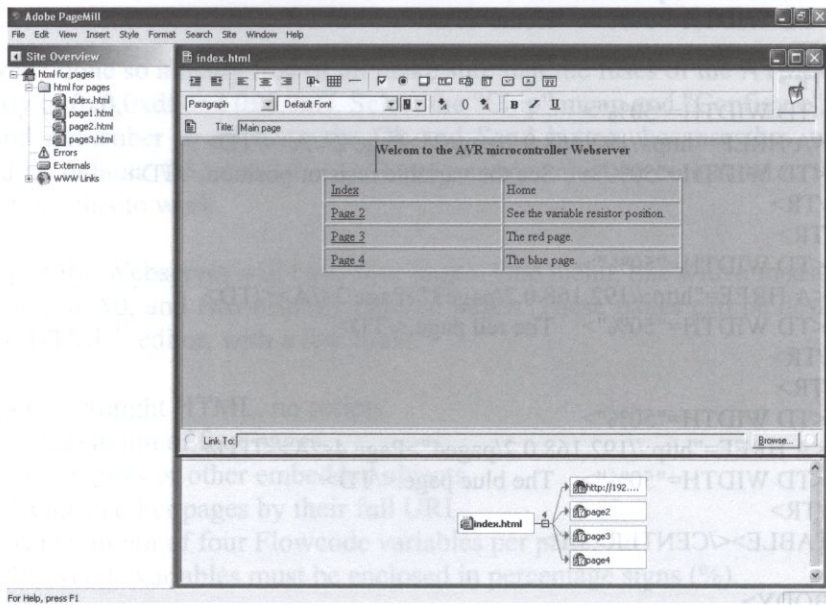 Adobe PageMill
File Edit View Insert Style Format Search Site Window Help
Site Overview
html for pages
html for pages
index.html
page1.html
page2.html
page3.html
Errors
Externals
WWW Links
index.html
Paragraph Default Font 0 B I U
Title: Main page
Welcom to the AVR microcontroller Webserver
Index Home
Page 2 See the variable resistor position.
Page 3 The red page.
Page 4 The blue page.
Link To: Browse...
http://192....
page2
index.html 4
page3
page4
For Help, press F1